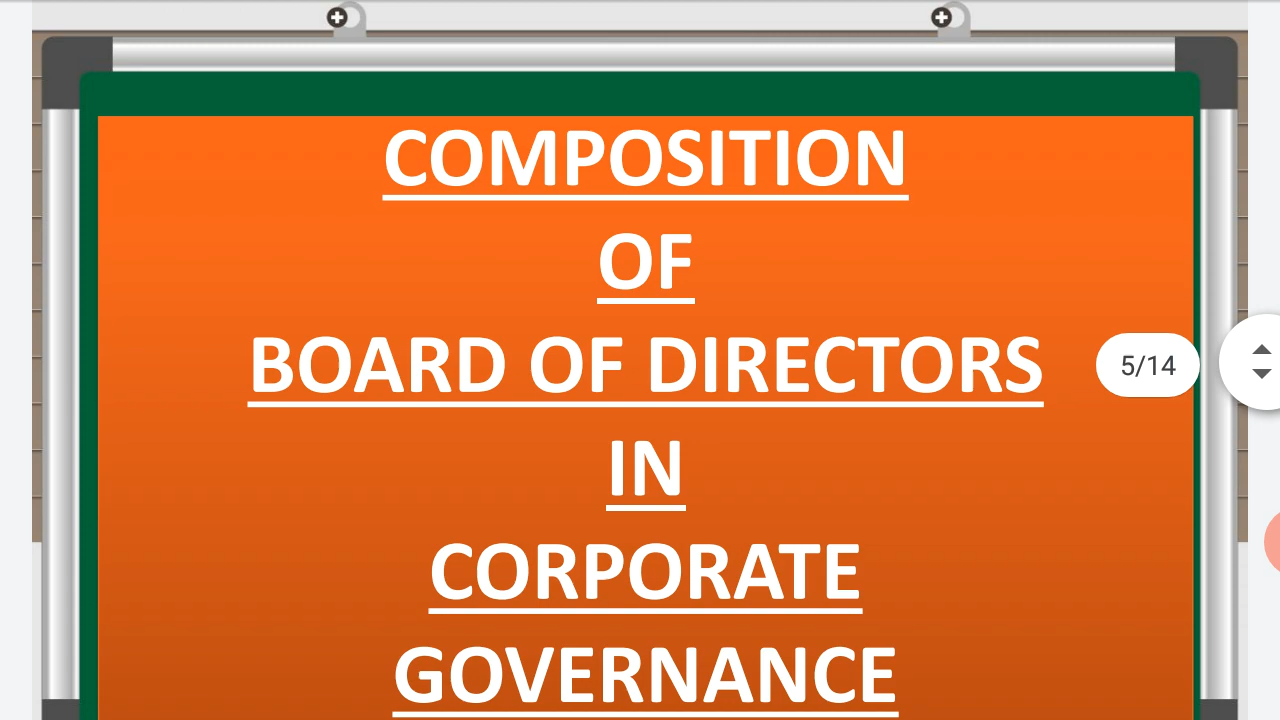 COMPOSITION
OF
BOARD OF DIRECTORS
5/14
IN
CORPORATE
GOVERNANCE